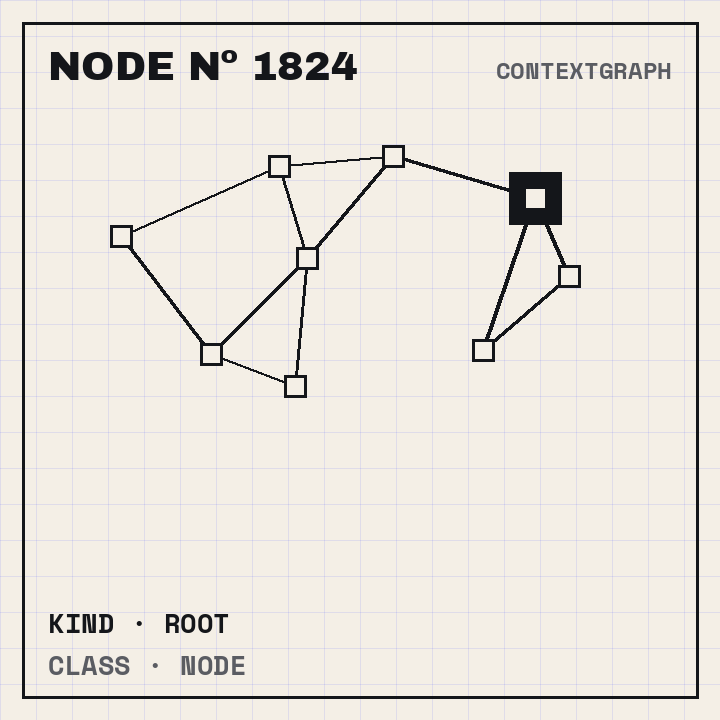 NODE Nº 1824
CONTEXTGRAPH
KIND · ROOT
CLASS · NODE